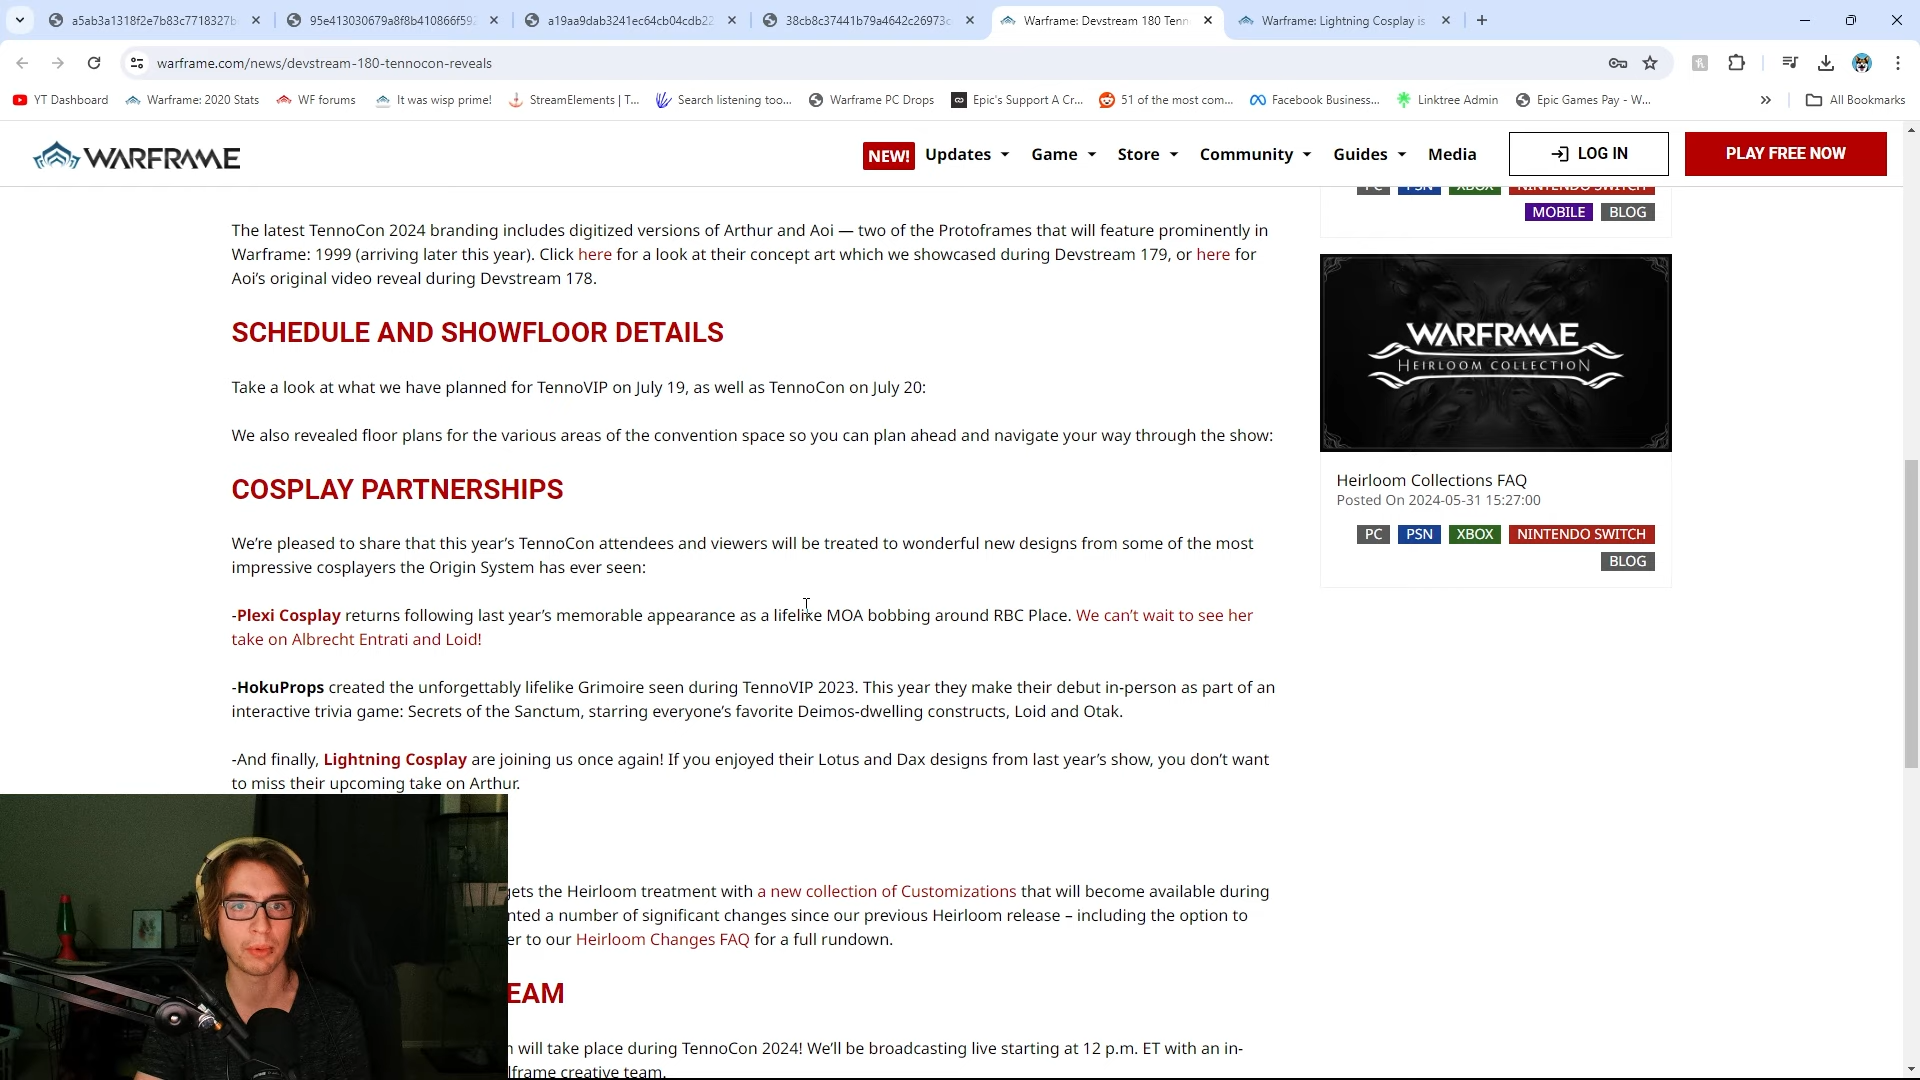 a5ab3a1318f2e7b83c7718327b
95e413030679a8f8b410866f592
a19aa9dab3241ec64cb04cdb22
38cb8c37441b79a4642c26973c
Warframe: Devstream 180 Tenn
Warframe: Lightning Cosplay is
warframe.com/news/devstream-180-tennocon-reveals
YT Dashboard
Warframe: 2020 Stats
WF forums
It was wisp prime!
StreamElements | T...
Search listening too...
Warframe PC Drops
Epic's Support A Cr...
51 of the most com...
Facebook Business...
Linktree Admin
Epic Games Pay - W...
All Bookmarks
WARFRAME
NEW!
Updates
Game
Store
Community
Guides
Media
LOG IN
PLAY FREE NOW
PC PSN XBOX NINTENDO SWITCH
MOBILE BLOG
The latest TennoCon 2024 branding includes digitized versions of Arthur and Aoi — two of the Protoframes that will feature prominently in
Warframe: 1999 (arriving later this year). Click here for a look at their concept art which we showcased during Devstream 179, or here for
Aoi’s original video reveal during Devstream 178.
SCHEDULE AND SHOWFLOOR DETAILS
Take a look at what we have planned for TennoVIP on July 19, as well as TennoCon on July 20:
We also revealed floor plans for the various areas of the convention space so you can plan ahead and navigate your way through the show:
COSPLAY PARTNERSHIPS
We’re pleased to share that this year’s TennoCon attendees and viewers will be treated to wonderful new designs from some of the most
impressive cosplayers the Origin System has ever seen:
-Plexi Cosplay returns following last year’s memorable appearance as a lifelike MOA bobbing around RBC Place. We can’t wait to see her
take on Albrecht Entrati and Loid!
-HokuProps created the unforgettably lifelike Grimoire seen during TennoVIP 2023. This year they make their debut in-person as part of an
interactive trivia game: Secrets of the Sanctum, starring everyone’s favorite Deimos-dwelling constructs, Loid and Otak.
-And finally, Lightning Cosplay are joining us once again! If you enjoyed their Lotus and Dax designs from last year’s show, you don’t want
to miss their upcoming take on Arthur.
gets the Heirloom treatment with a new collection of Customizations that will become available during
nted a number of significant changes since our previous Heirloom release – including the option to
er to our Heirloom Changes FAQ for a full rundown.
EAM
will take place during TennoCon 2024! We’ll be broadcasting live starting at 12 p.m. ET with an in-
lframe creative team.
WARFRAME
HEIRLOOM COLLECTION
Heirloom Collections FAQ
Posted On 2024-05-31 15:27:00
PC PSN XBOX NINTENDO SWITCH
BLOG